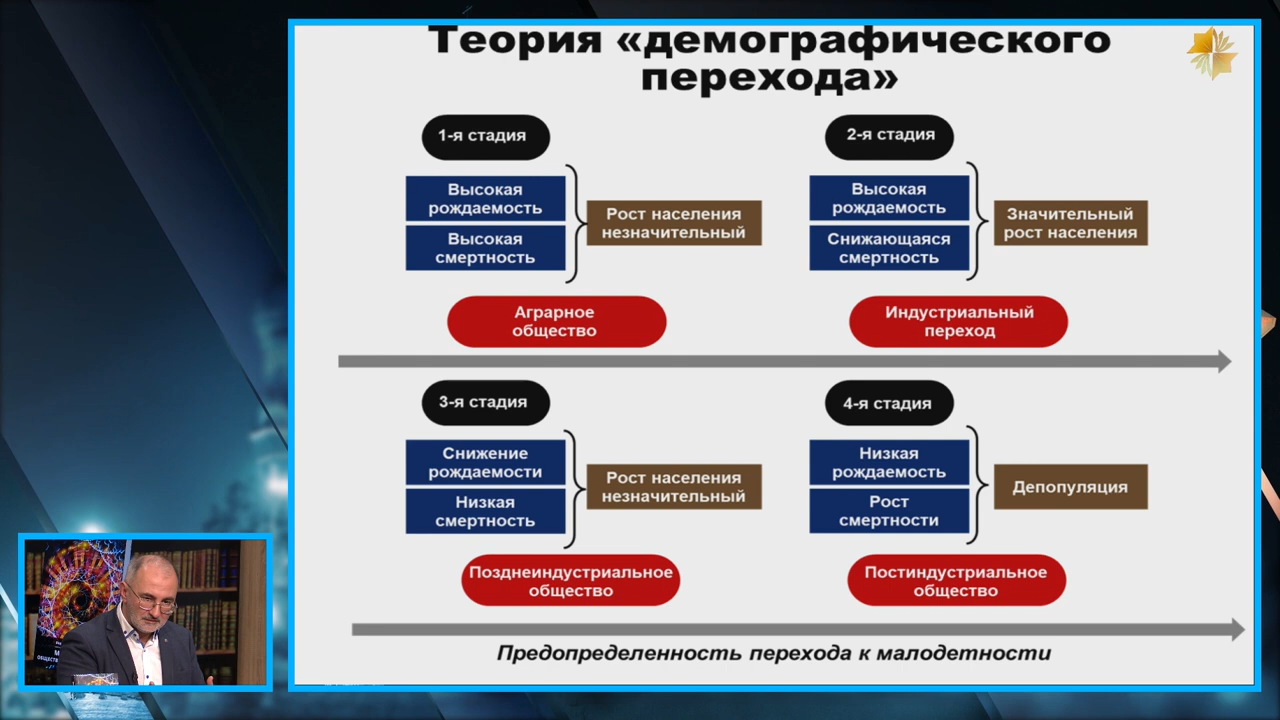 Теория «демографического
перехода»
1-я стадия
Высокая
рождаемость
Высокая
смертность
Рост населения
незначительный
Аграрное
общество
2-я стадия
Высокая
рождаемость
Снижающаяся
смертность
Значительный
рост населения
Индустриальный
переход
3-я стадия
Снижение
рождаемости
Низкая
смертность
Рост населения
незначительный
Позднеиндустриальное
общество
4-я стадия
Низкая
рождаемость
Рост
смертности
Депопуляция
Постиндустриальное
общество
Предопределенность перехода к малодетности